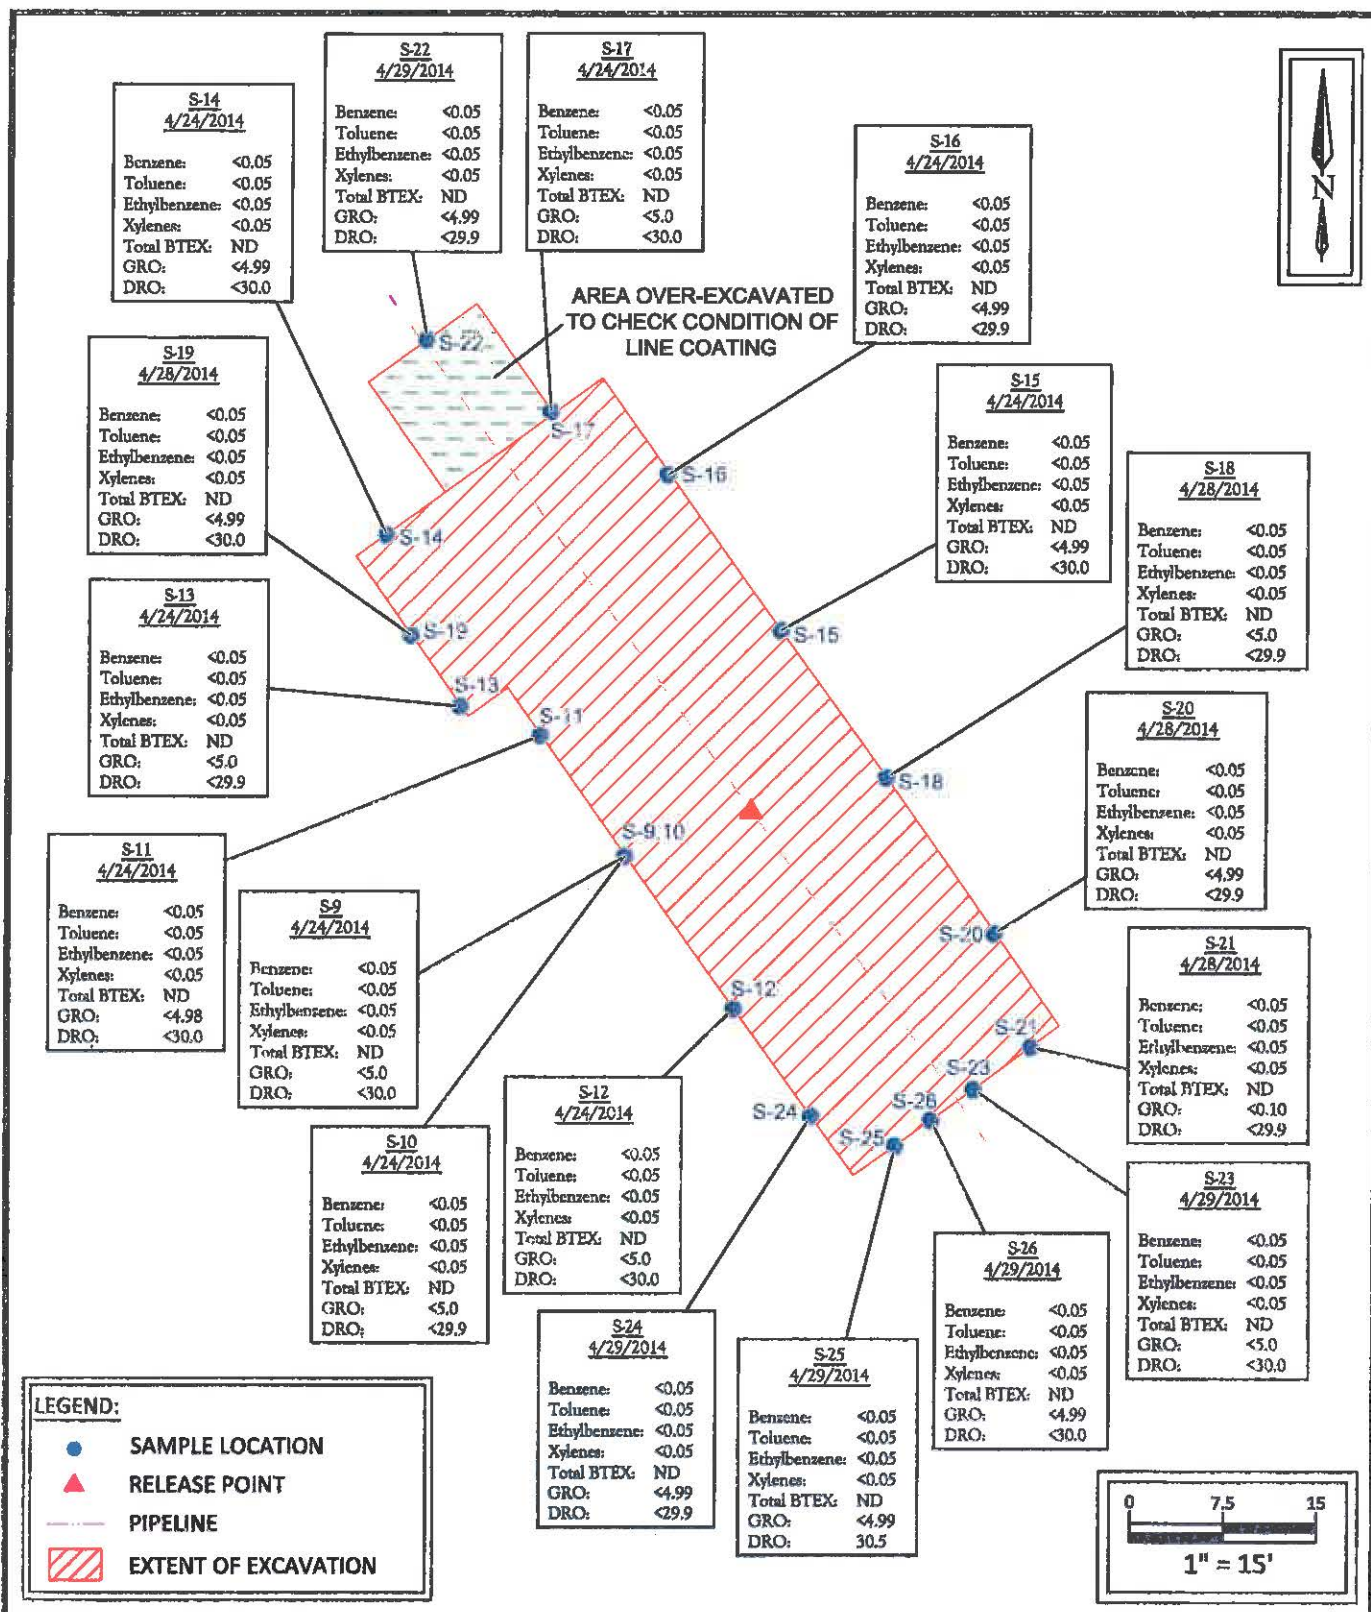 S-22
4/29/2014
Benzene: <0.05
Toluene: <0.05
Ethylbenzene: <0.05
Xylenes: <0.05
Total BTEX: ND
GRO: <4.99
DRO: <29.9
S-17
4/24/2014
Benzene: <0.05
Toluene: <0.05
Ethylbenzene: <0.05
Xylenes: <0.05
Total BTEX: ND
GRO: <5.0
DRO: <30.0
S-14
4/24/2014
Benzene: <0.05
Toluene: <0.05
Ethylbenzene: <0.05
Xylenes: <0.05
Total BTEX: ND
GRO: <4.99
DRO: <30.0
S-16
4/24/2014
Benzene: <0.05
Toluene: <0.05
Ethylbenzene: <0.05
Xylenes: <0.05
Total BTEX: ND
GRO: <4.99
DRO: <29.9
N
AREA OVER-EXCAVATED
TO CHECK CONDITION OF
LINE COATING
S-19
4/28/2014
Benzene: <0.05
Toluene: <0.05
Ethylbenzene: <0.05
Xylenes: <0.05
Total BTEX: ND
GRO: <4.99
DRO: <30.0
S-15
4/24/2014
Benzene: <0.05
Toluene: <0.05
Ethylbenzene: <0.05
Xylenes: <0.05
Total BTEX: ND
GRO: <4.99
DRO: <30.0
S-18
4/28/2014
Benzene: <0.05
Toluene: <0.05
Ethylbenzene: <0.05
Xylenes: <0.05
Total BTEX: ND
GRO: <5.0
DRO: <29.9
S-13
4/24/2014
Benzene: <0.05
Toluene: <0.05
Ethylbenzene: <0.05
Xylenes: <0.05
Total BTEX: ND
GRO: <5.0
DRO: <29.9
S-20
4/28/2014
Benzene: <0.05
Toluene: <0.05
Ethylbenzene: <0.05
Xylenes: <0.05
Total BTEX: ND
GRO: <4.99
DRO: <29.9
S-22
S-17
S-16
S-14
S-19
S-15
S-13
S-11
S-18
S-9,10
S-20
S-12
S-21
S-23
S-24
S-26
S-25
S-11
4/24/2014
Benzene: <0.05
Toluene: <0.05
Ethylbenzene: <0.05
Xylenes: <0.05
Total BTEX: ND
GRO: <4.98
DRO: <30.0
S-9
4/24/2014
Benzene: <0.05
Toluene: <0.05
Ethylbenzene: <0.05
Xylenes: <0.05
Total BTEX: ND
GRO: <5.0
DRO: <30.0
S-21
4/28/2014
Benzene: <0.05
Toluene: <0.05
Ethylbenzene: <0.05
Xylenes: <0.05
Total BTEX: ND
GRO: <0.10
DRO: <29.9
S-12
4/24/2014
Benzene: <0.05
Toluene: <0.05
Ethylbenzene: <0.05
Xylenes: <0.05
Total BTEX: ND
GRO: <5.0
DRO: <30.0
S-10
4/24/2014
Benzene: <0.05
Toluene: <0.05
Ethylbenzene: <0.05
Xylenes: <0.05
Total BTEX: ND
GRO: <5.0
DRO: <29.9
S-23
4/29/2014
Benzene: <0.05
Toluene: <0.05
Ethylbenzene: <0.05
Xylenes: <0.05
Total BTEX: ND
GRO: <5.0
DRO: <30.0
S-26
4/29/2014
Benzene: <0.05
Toluene: <0.05
Ethylbenzene: <0.05
Xylenes: <0.05
Total BTEX: ND
GRO: <4.99
DRO: <30.0
S-24
4/29/2014
Benzene: <0.05
Toluene: <0.05
Ethylbenzene: <0.05
Xylenes: <0.05
Total BTEX: ND
GRO: <4.99
DRO: <29.9
S-25
4/29/2014
Benzene: <0.05
Toluene: <0.05
Ethylbenzene: <0.05
Xylenes: <0.05
Total BTEX: ND
GRO: <4.99
DRO: 30.5
LEGEND:
SAMPLE LOCATION
RELEASE POINT
PIPELINE
EXTENT OF EXCAVATION
0 7.5 15
1" = 15'